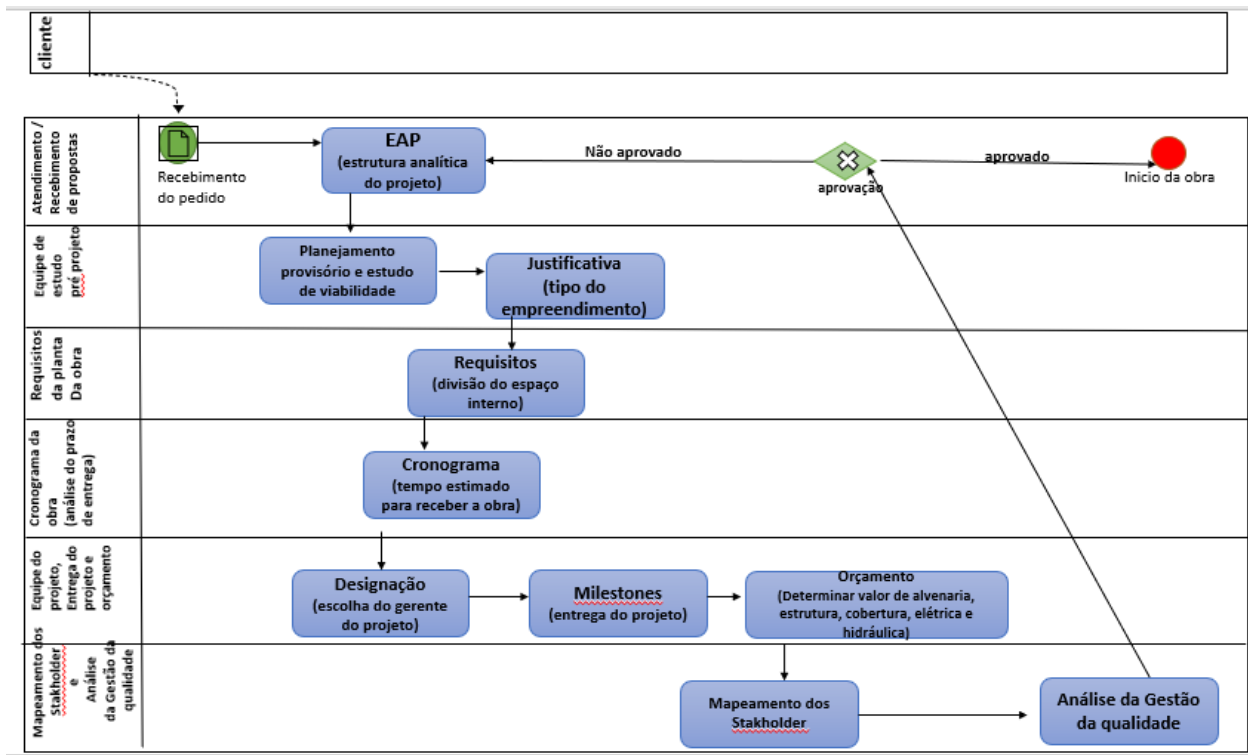 cliente
Atendimento /
Recebimento
de propostas
Recebimento
do pedido
EAP
(estrutura analítica
do projeto)
Não aprovado
aprovação
aprovado
Inicio da obra
Equipe de
estudo
pré projeto
Planejamento
provisório e estudo
de viabilidade
Justificativa
(tipo do
empreendimento)
Requisitos
da planta
Da obra
Requisitos
(divisão do espaço
interno)
Cronograma da
obra
(análise do prazo
de entrega)
Cronograma
(tempo estimado
para receber a obra)
Equipe do
projeto,
Entrega do
projeto e
orçamento
Designação
(escolha do gerente
do projeto)
Milestones
(entrega do projeto)
Orçamento
(Determinar valor de alvenaria,
estrutura, cobertura, elétrica e
hidráulica)
Mapeamento dos
Stakholder
e
Análise
da Gestão da
qualidade
Mapeamento dos
Stakholder
Análise da Gestão
da qualidade